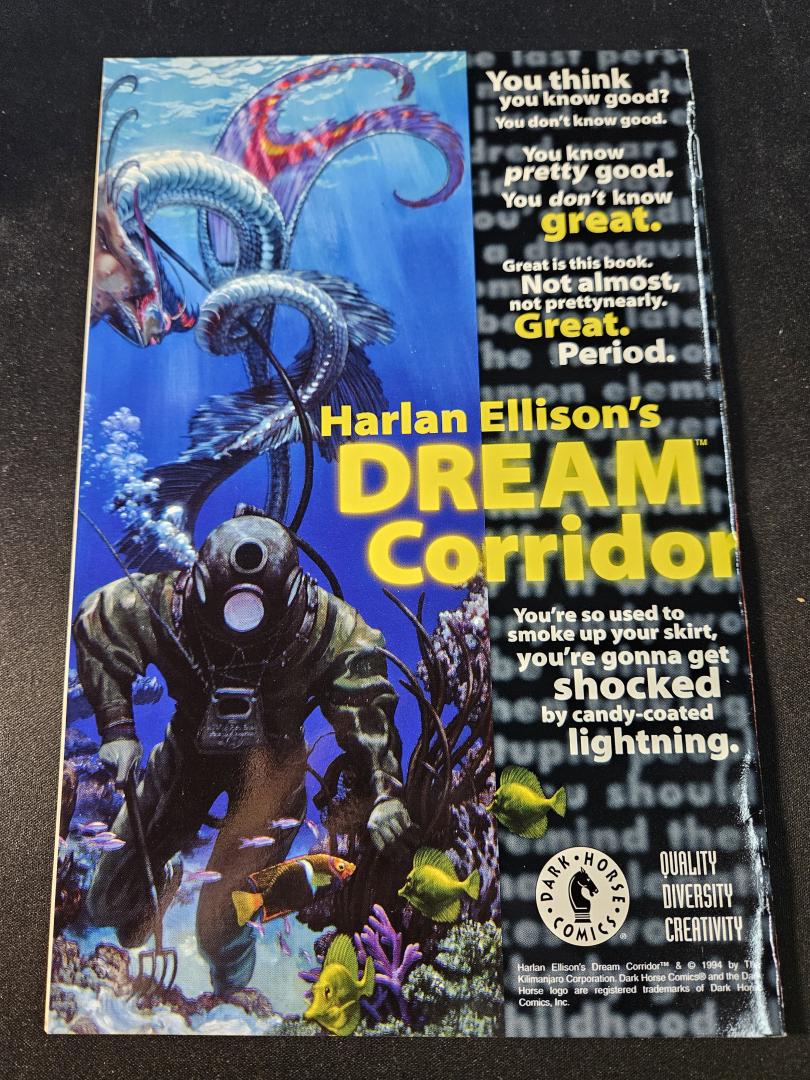 You think
you know good?
You don't know good.
You know
pretty good.
You don't know
great.
Great is this book.
Not almost,
not prettynearly.
Great.
Period.
Harlan Ellison's
DREAM™
Corridor
You're so used to
smoke up your skirt,
you're gonna get
shocked
by candy-coated
lightning.
DARK • HORSE
COMICS®
QUALITY
DIVERSITY
CREATIVITY
Harlan Ellison's Dream Corridor™ & © 1994 by The
Kilimanjaro Corporation. Dark Horse Comics® and the Dark
Horse logo are registered trademarks of Dark Horse
Comics, Inc.